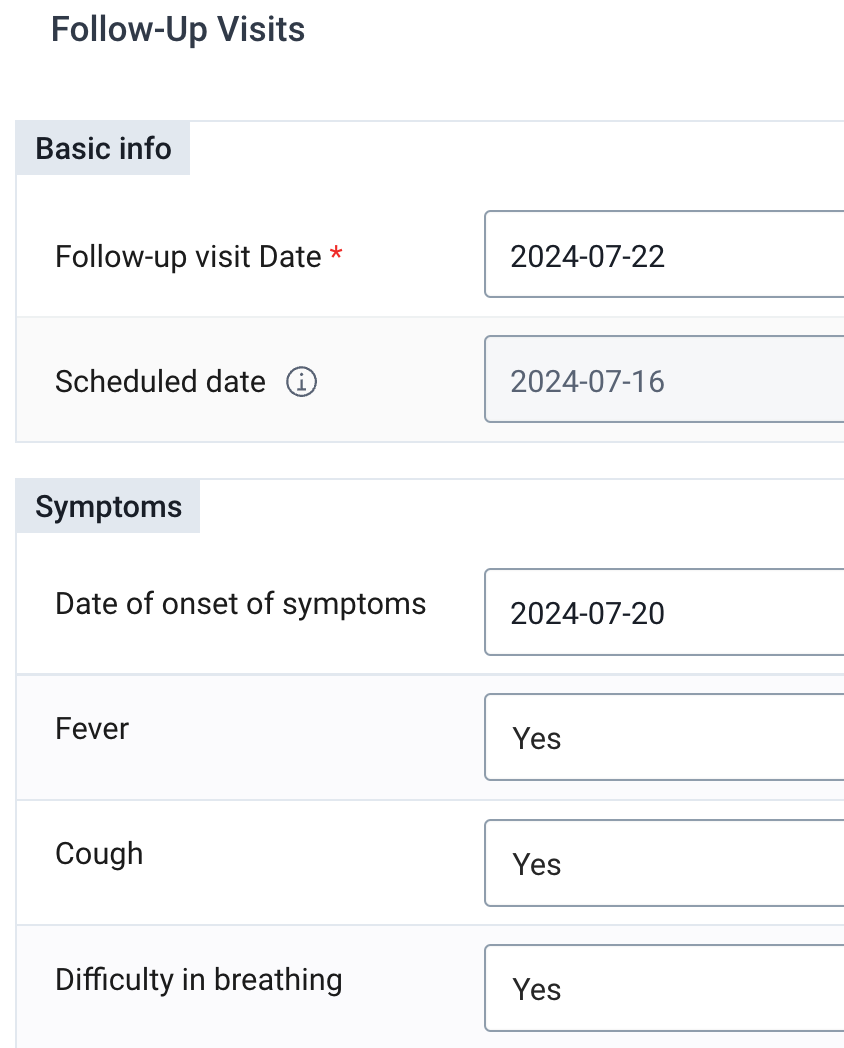 Follow-Up Visits
Basic info
Follow-up visit Date * 2024-07-22
Scheduled date 2024-07-16
Symptoms
Date of onset of symptoms 2024-07-20
Fever Yes
Cough Yes
Difficulty in breathing Yes